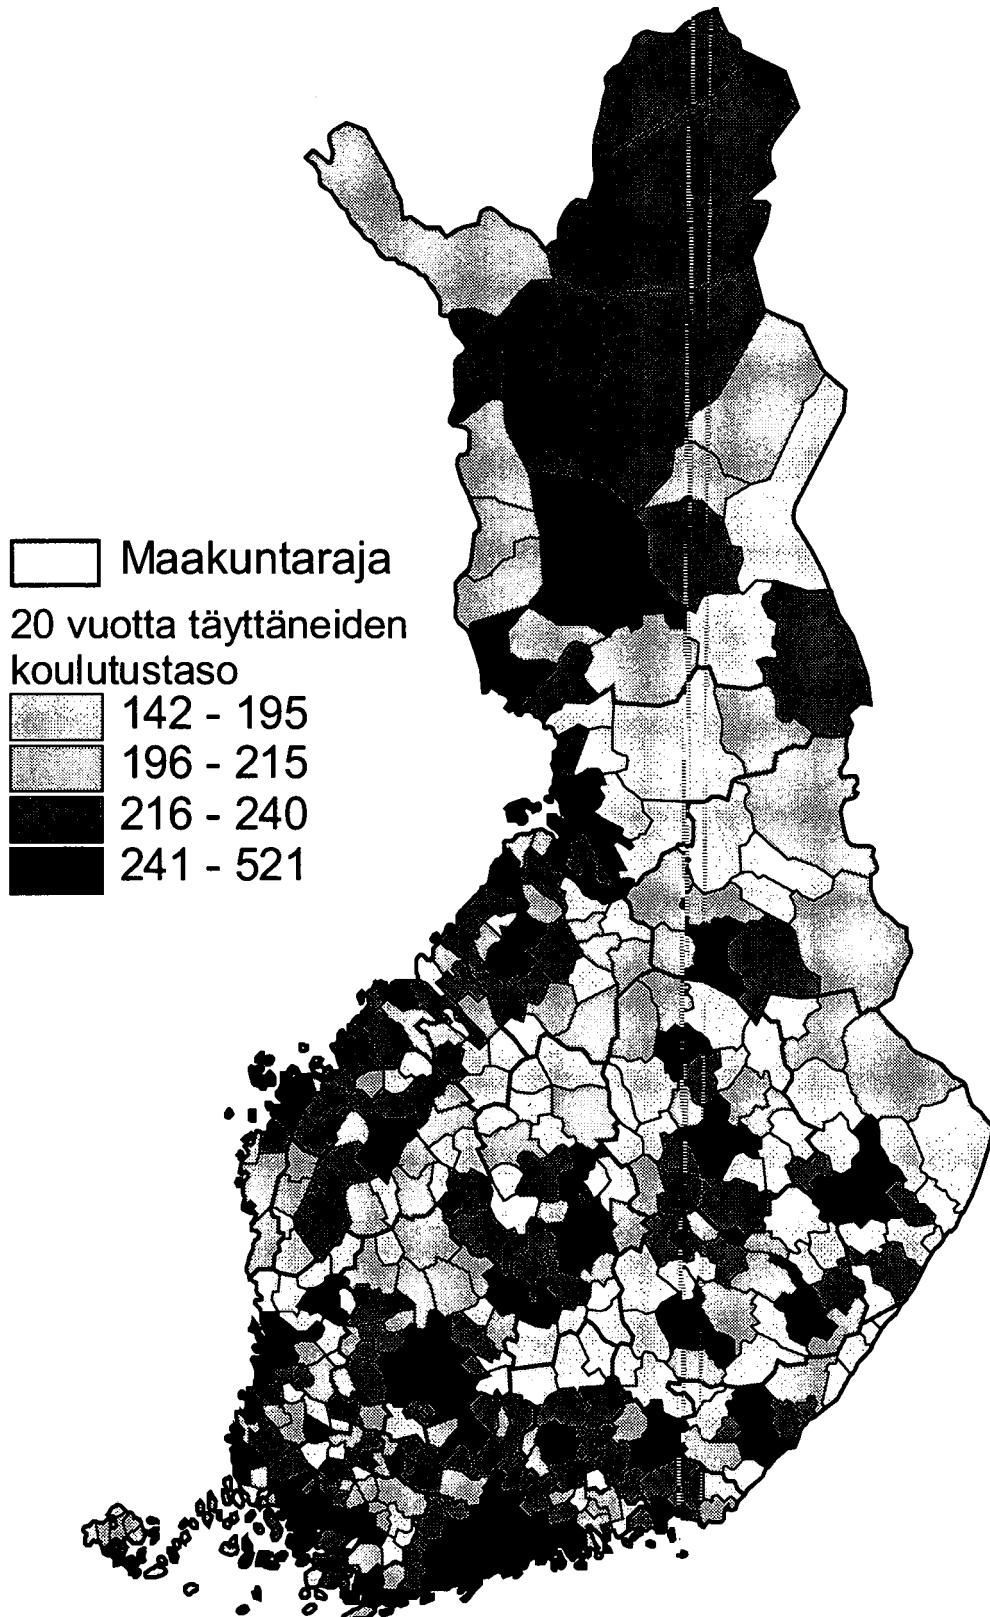 Maakuntaraja
20 vuotta täyttäneiden
koulutustaso
142 - 195
196 - 215
216 - 240
241 - 521